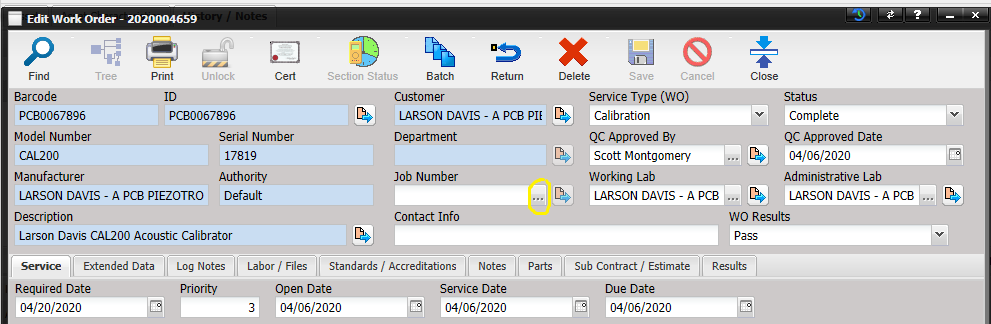 History / Notes
Edit Work Order - 2020004659
Find Tree Print Unlock Cert Section Status Batch Return Delete Save Cancel Close
Barcode ID Customer Service Type (WO) Status
PCB0067896 PCB0067896 LARSON DAVIS - A PCB PIE Calibration Complete
Model Number Serial Number Department QC Approved By QC Approved Date
CAL200 17819 Scott Montgomery ... 04/06/2020
Manufacturer Authority Job Number Working Lab Administrative Lab
LARSON DAVIS - A PCB PIEZOTRO Default ... LARSON DAVIS - A PCB ... LARSON DAVIS - A PCB ...
Description Contact Info WO Results
Larson Davis CAL200 Acoustic Calibrator Pass
Service Extended Data Log Notes Labor / Files Standards / Accreditations Notes Parts Sub Contract / Estimate Results
Required Date Priority Open Date Service Date Due Date
04/20/2020 3 04/06/2020 04/06/2020 04/06/2020